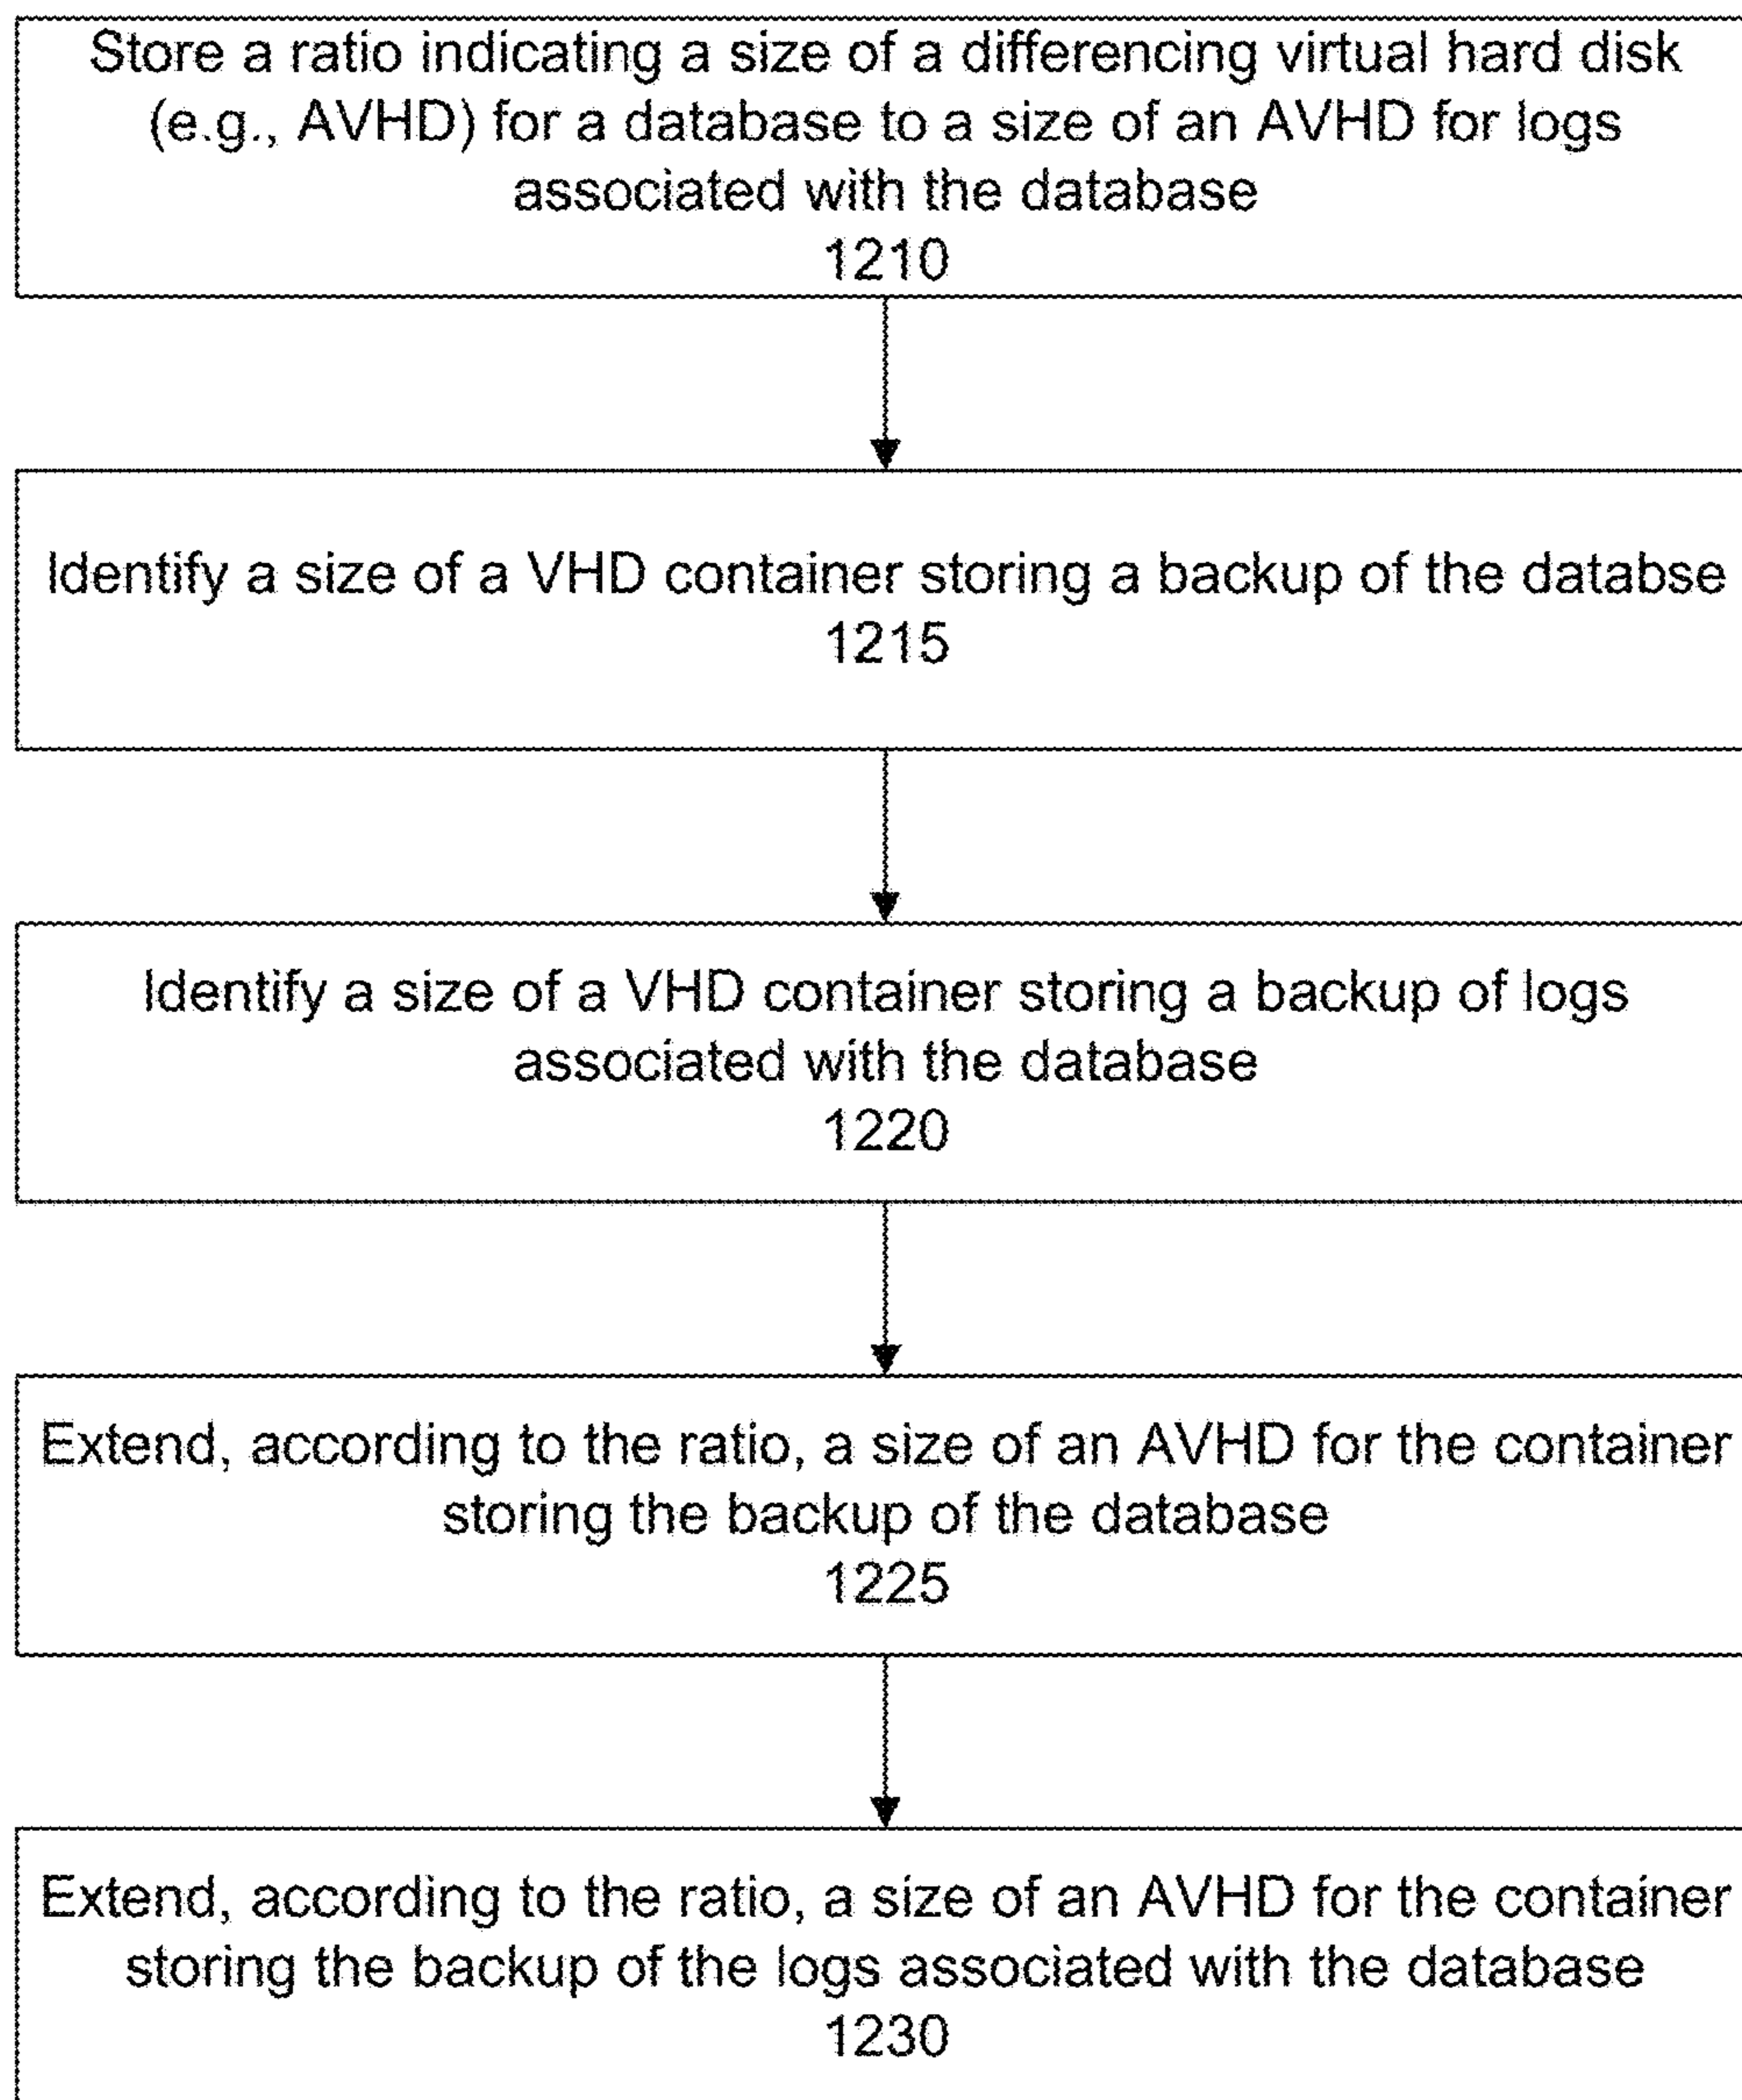 Store a ratio indicating a size of a differencing virtual hard disk
(e.g., AVHD) for a database to a size of an AVHD for logs
associated with the database
1210
Identify a size of a VHD container storing a backup of the databse
1215
Identify a size of a VHD container storing a backup of logs
associated with the database
1220
Extend, according to the ratio, a size of an AVHD for the container
storing the backup of the database
1225
Extend, according to the ratio, a size of an AVHD for the container
storing the backup of the logs associated with the database
1230